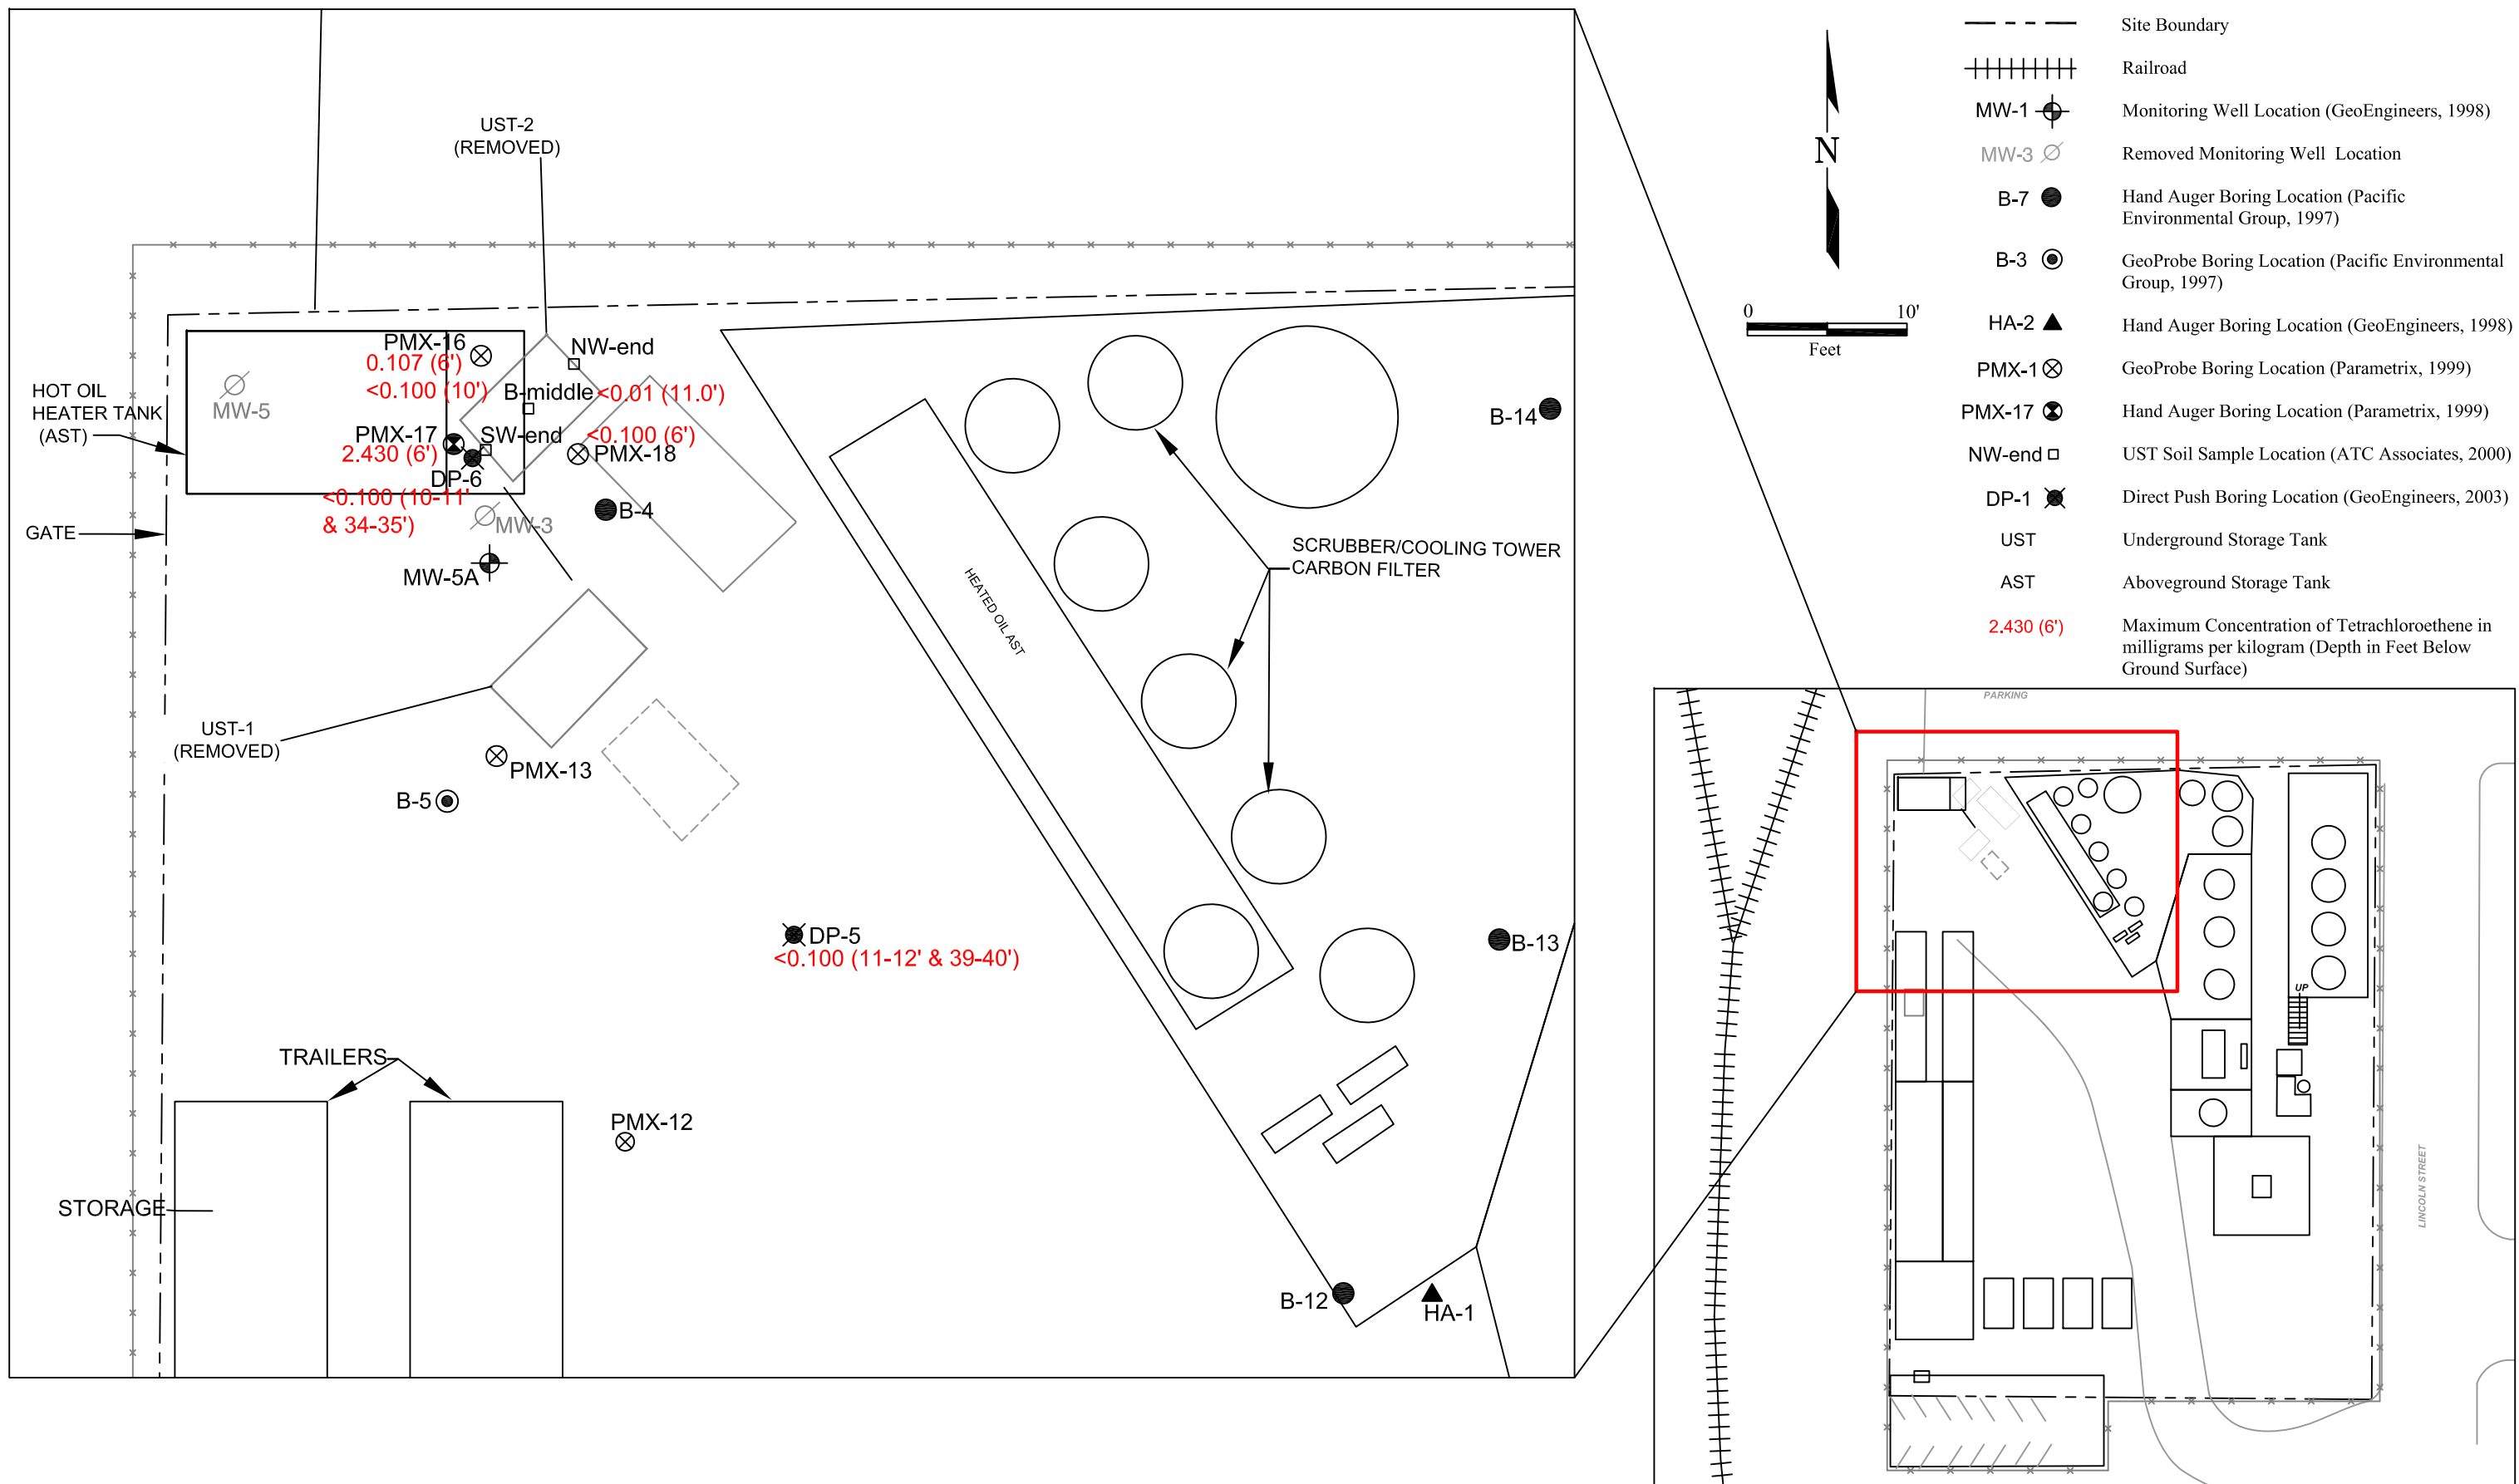 UST-2
(REMOVED)
PMX-16
0.107 (6')
<0.100 (10')
NW-end
B-middle
<0.01 (11.0')
HOT OIL
HEATER TANK
(AST)
MW-5
PMX-17
2.430 (6')
SW-end
<0.100 (6')
PMX-18
DP-6
<0.100 (10-11'
& 34-35')
B-4
MW-3
GATE
MW-5A
B-14
SCRUBBER/COOLING TOWER
CARBON FILTER
HEATED OIL AST
UST-1
(REMOVED)
PMX-13
B-5
DP-5
<0.100 (11-12' & 39-40')
B-13
TRAILERS
PMX-12
STORAGE
B-12
HA-1
N
0 10'
Feet
Site Boundary
Railroad
MW-1 Monitoring Well Location (GeoEngineers, 1998)
MW-3 Removed Monitoring Well Location
B-7 Hand Auger Boring Location (Pacific
Environmental Group, 1997)
B-3 GeoProbe Boring Location (Pacific Environmental
Group, 1997)
HA-2 Hand Auger Boring Location (GeoEngineers, 1998)
PMX-1 GeoProbe Boring Location (Parametrix, 1999)
PMX-17 Hand Auger Boring Location (Parametrix, 1999)
NW-end UST Soil Sample Location (ATC Associates, 2000)
DP-1 Direct Push Boring Location (GeoEngineers, 2003)
UST Underground Storage Tank
AST Aboveground Storage Tank
2.430 (6') Maximum Concentration of Tetrachloroethene in
milligrams per kilogram (Depth in Feet Below
Ground Surface)
PARKING
UP
LINCOLN STREET